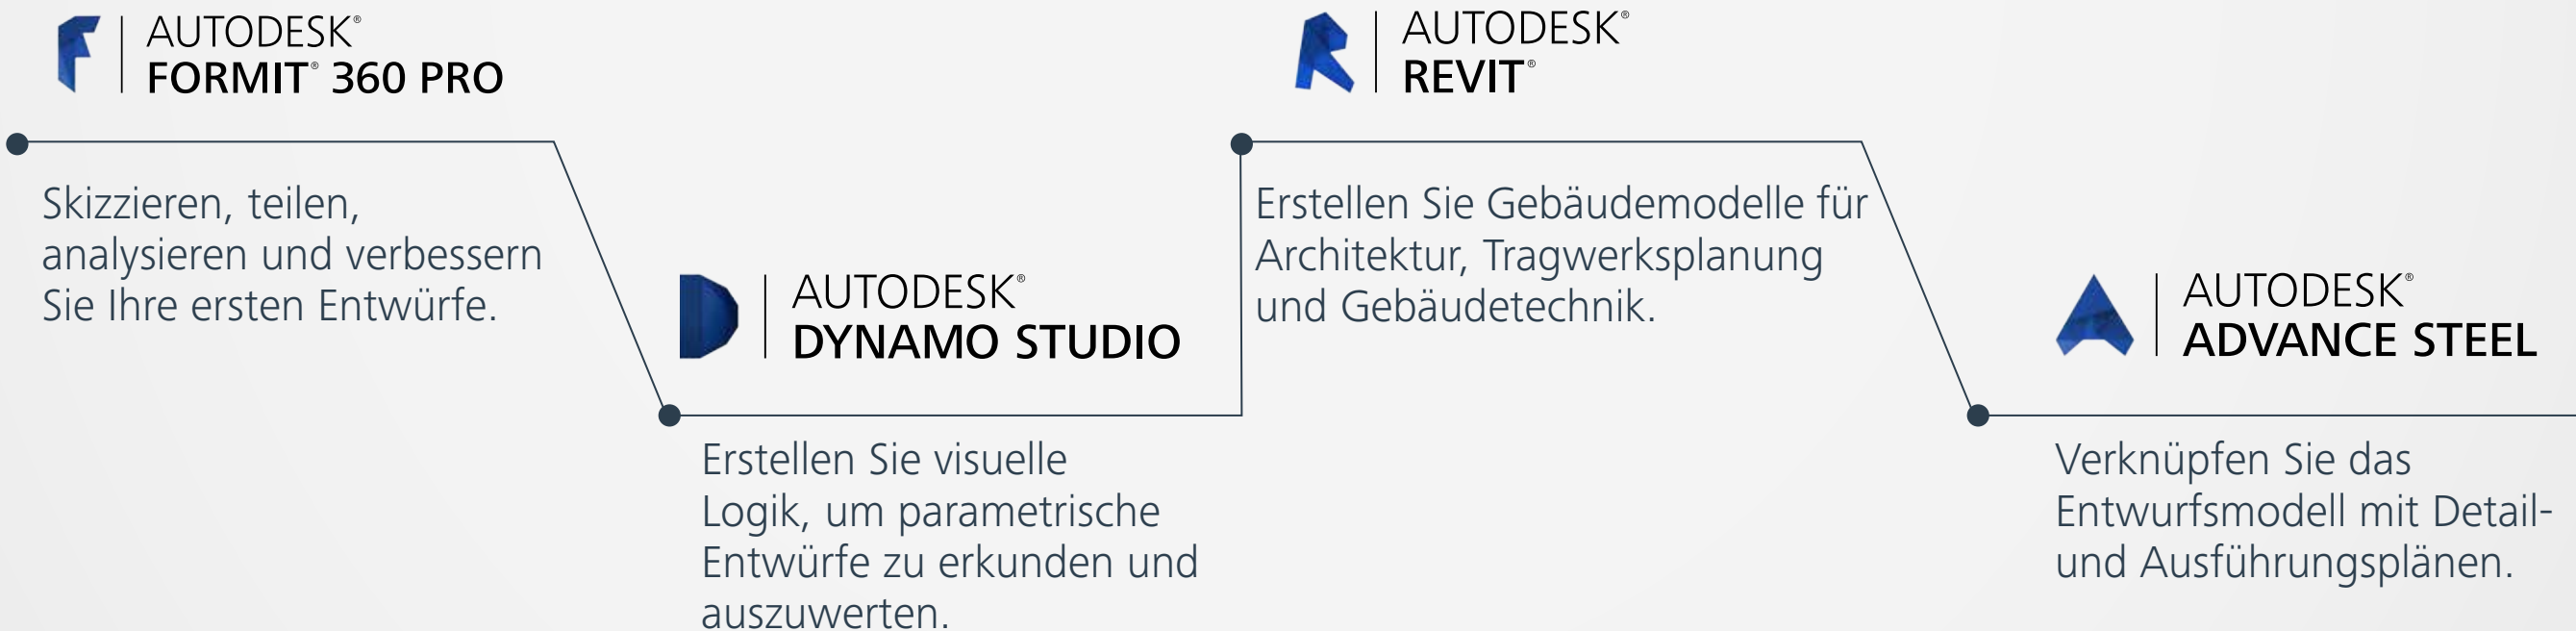 AUTODESK®
FORMIT® 360 PRO
Skizzieren, teilen,
analysieren und verbessern
Sie Ihre ersten Entwürfe.
AUTODESK®
DYNAMO STUDIO
Erstellen Sie visuelle
Logik, um parametrische
Entwürfe zu erkunden und
auszuwerten.
AUTODESK®
REVIT®
Erstellen Sie Gebäudemodelle für
Architektur, Tragwerksplanung
und Gebäudetechnik.
AUTODESK®
ADVANCE STEEL
Verknüpfen Sie das
Entwurfsmodell mit Detail-
und Ausführungsplänen.